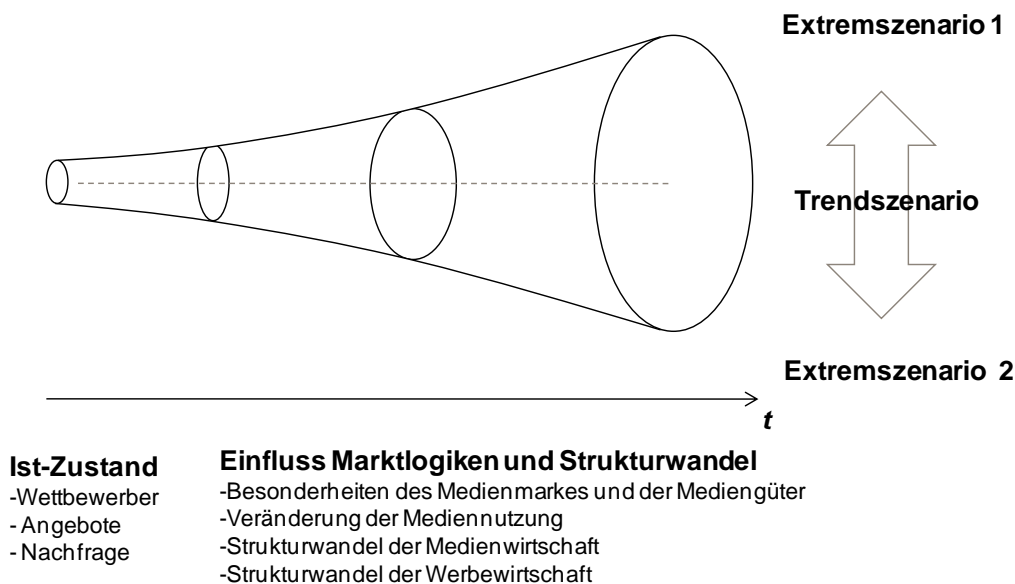 Extremszenario 1
Trendszenario
Extremszenario 2
t
Ist-Zustand
-Wettbewerber
- Angebote
- Nachfrage
Einfluss Marktlogiken und Strukturwandel
-Besonderheiten des Medienmarkes und der Mediengüter
-Veränderung der Mediennutzung
-Strukturwandel der Medienwirtschaft
-Strukturwandel der Werbewirtschaft